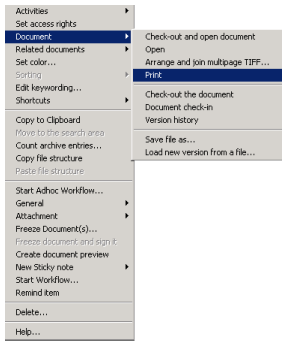 Activities
Set access rights
Document
Related documents
Set color...
Sorting
Edit keywording...
Shortcuts
Copy to Clipboard
Move to the search area
Count archive entries...
Copy file structure
Paste file structure
Start Adhoc Workflow...
General
Attachment
Freeze Document(s)...
Freeze document and sign it
Create document preview
New Sticky note
Start Workflow...
Remind item
Delete...
Help...
Check-out and open document
Open
Arrange and join multipage TIFF...
Print
Check-out the document
Document check-in
Version history
Save file as...
Load new version from a file...